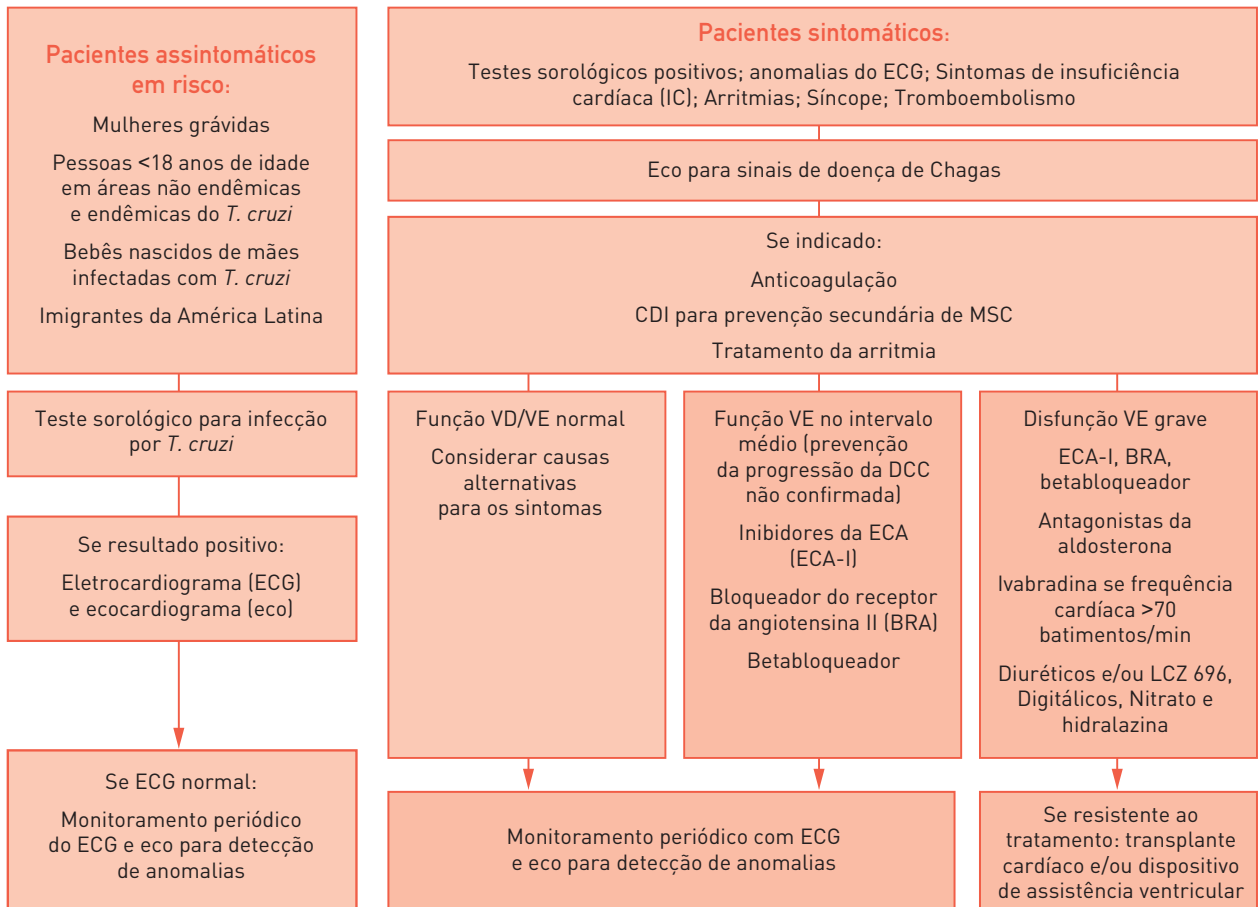 Pacientes assintomáticos
em risco:
Mulheres grávidas
Pessoas <18 anos de idade
em áreas não endêmicas
e endêmicas do T. cruzi
Bebês nascidos de mães
infectadas com T. cruzi
Imigrantes da América Latina
Teste sorológico para infecção
por T. cruzi
Se resultado positivo:
Eletrocardiograma (ECG)
e ecocardiograma (eco)
Se ECG normal:
Monitoramento periódico
do ECG e eco para detecção
de anomalias
Pacientes sintomáticos:
Testes sorológicos positivos; anomalias do ECG; Sintomas de insuficiência
cardíaca (IC); Arritmias; Síncope; Tromboembolismo
Eco para sinais de doença de Chagas
Se indicado:
Anticoagulação
CDI para prevenção secundária de MSC
Tratamento da arritmia
Função VD/VE normal
Considerar causas
alternativas
para os sintomas
Função VE no intervalo
médio (prevenção
da progressão da DCC
não confirmada)
Inibidores da ECA
(ECA-I)
Bloqueador do receptor
da angiotensina II (BRA)
Betabloqueador
Disfunção VE grave
ECA-I, BRA,
betabloqueador
Antagonistas da
aldosterona
Ivabradina se frequência
cardíaca >70
batimentos/min
Diuréticos e/ou LCZ 696,
Digitálicos, Nitrato e
hidralazina
Monitoramento periódico com ECG
e eco para detecção de anomalias
Se resistente ao
tratamento: transplante
cardíaco e/ou dispositivo
de assistência ventricular